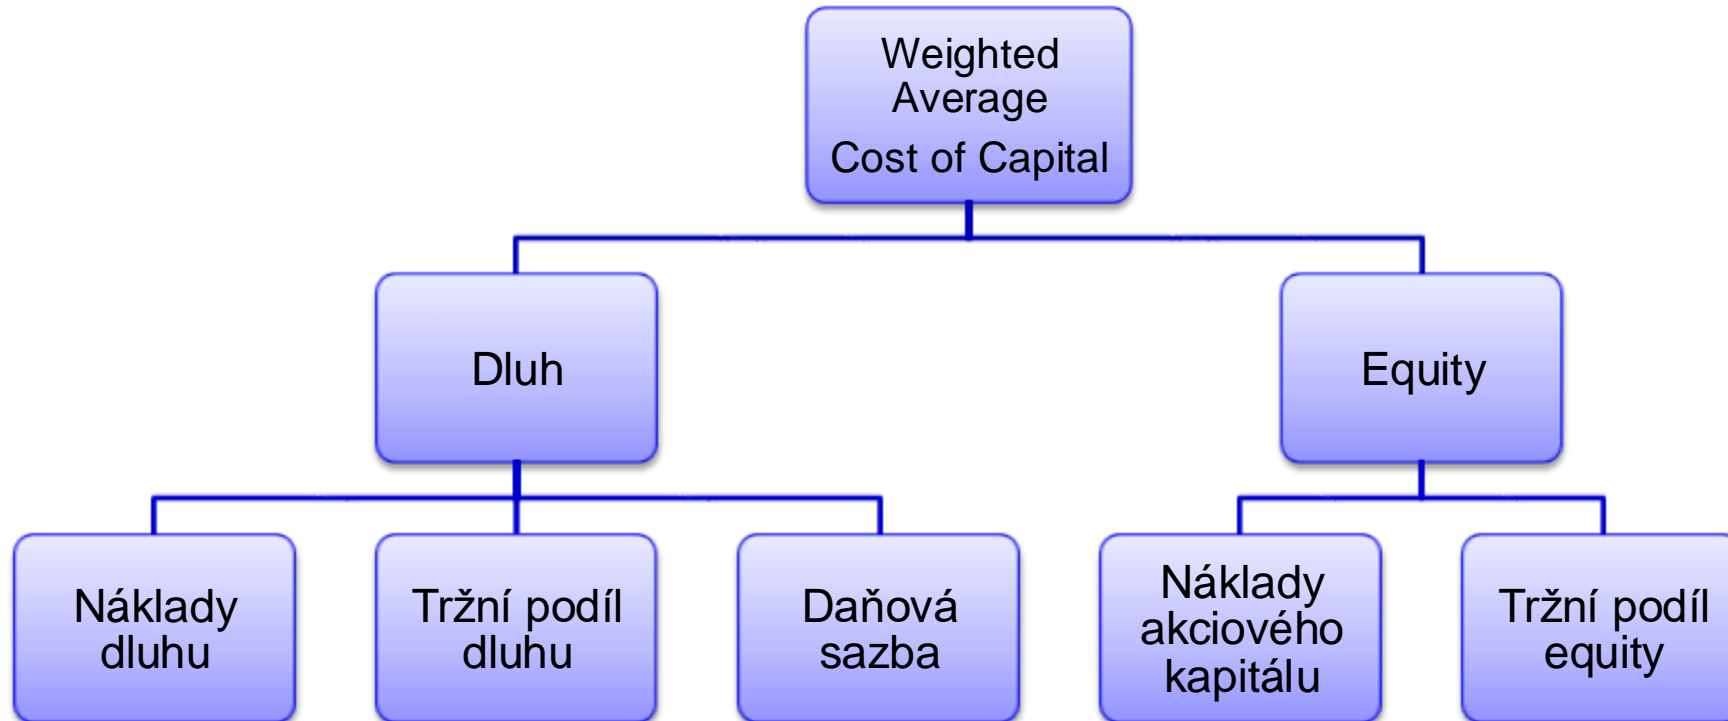 Weighted
Average
Cost of Capital
Dluh
Equity
Náklady
dluhu
Tržní podíl
dluhu
Daňová
sazba
Náklady
akciového
kapitálu
Tržní podíl
equity